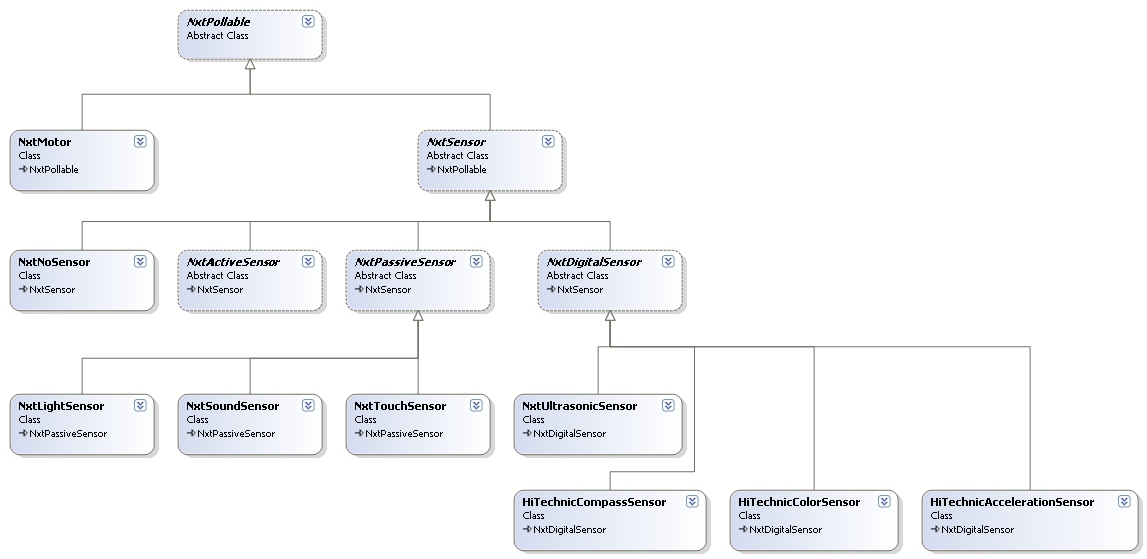 NxtPollable
Abstract Class
NxtMotor
Class
NxtPollable
NxtSensor
Abstract Class
NxtPollable
NxtNoSensor
Class
NxtSensor
NxtActiveSensor
Abstract Class
NxtSensor
NxtPassiveSensor
Abstract Class
NxtSensor
NxtDigitalSensor
Abstract Class
NxtSensor
NxtLightSensor
Class
NxtPassiveSensor
NxtSoundSensor
Class
NxtPassiveSensor
NxtTouchSensor
Class
NxtPassiveSensor
NxtUltrasonicSensor
Class
NxtDigitalSensor
HiTechnicCompassSensor
Class
NxtDigitalSensor
HiTechnicColorSensor
Class
NxtDigitalSensor
HiTechnicAccelerationSensor
Class
NxtDigitalSensor